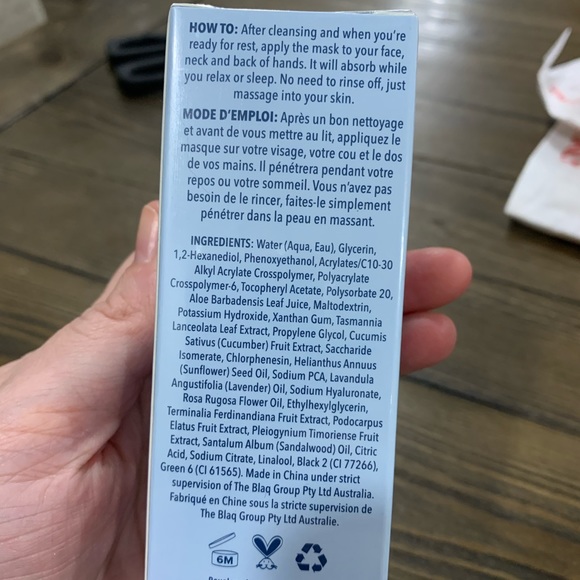 HOW TO: After cleansing and when you're
ready for rest, apply the mask to your face,
neck and back of hands. It will absorb while
you relax or sleep. No need to rinse off, just
massage into your skin.
MODE D'EMPLOI: Après un bon nettoyage
et avant de vous mettre au lit, appliquez le
masque sur votre visage, votre cou et le dos
de vos mains. Il pénétrera pendant votre
repos ou votre sommeil. Vous n'avez pas
besoin de le rincer, faites-le simplement
pénétrer dans la peau en massant.
INGREDIENTS: Water (Aqua, Eau), Glycerin,
1,2-Hexanediol, Phenoxyethanol, Acrylates/C10-30
Alkyl Acrylate Crosspolymer, Polyacrylate
Crosspolymer-6, Tocopheryl Acetate, Polysorbate 20,
Aloe Barbadensis Leaf Juice, Maltodextrin,
Potassium Hydroxide, Xanthan Gum, Tasmannia
Lanceolata Leaf Extract, Propylene Glycol, Cucumis
Sativus (Cucumber) Fruit Extract, Saccharide
Isomerate, Chlorphenesin, Helianthus Annuus
(Sunflower) Seed Oil, Sodium PCA, Lavandula
Angustifolia (Lavender) Oil, Sodium Hyaluronate,
Rosa Rugosa Flower Oil, Ethylhexylglycerin,
Terminalia Ferdinandiana Fruit Extract, Podocarpus
Elatus Fruit Extract, Pleiogynium Timoriense Fruit
Extract, Santalum Album (Sandalwood) Oil, Citric
Acid, Sodium Citrate, Linalool, Black 2 (CI 77266),
Green 6 (CI 61565). Made in China under strict
supervision of The Blaq Group Pty Ltd Australia.
Fabriqué en Chine sous la stricte supervision de
The Blaq Group Pty Ltd Australie.
6M